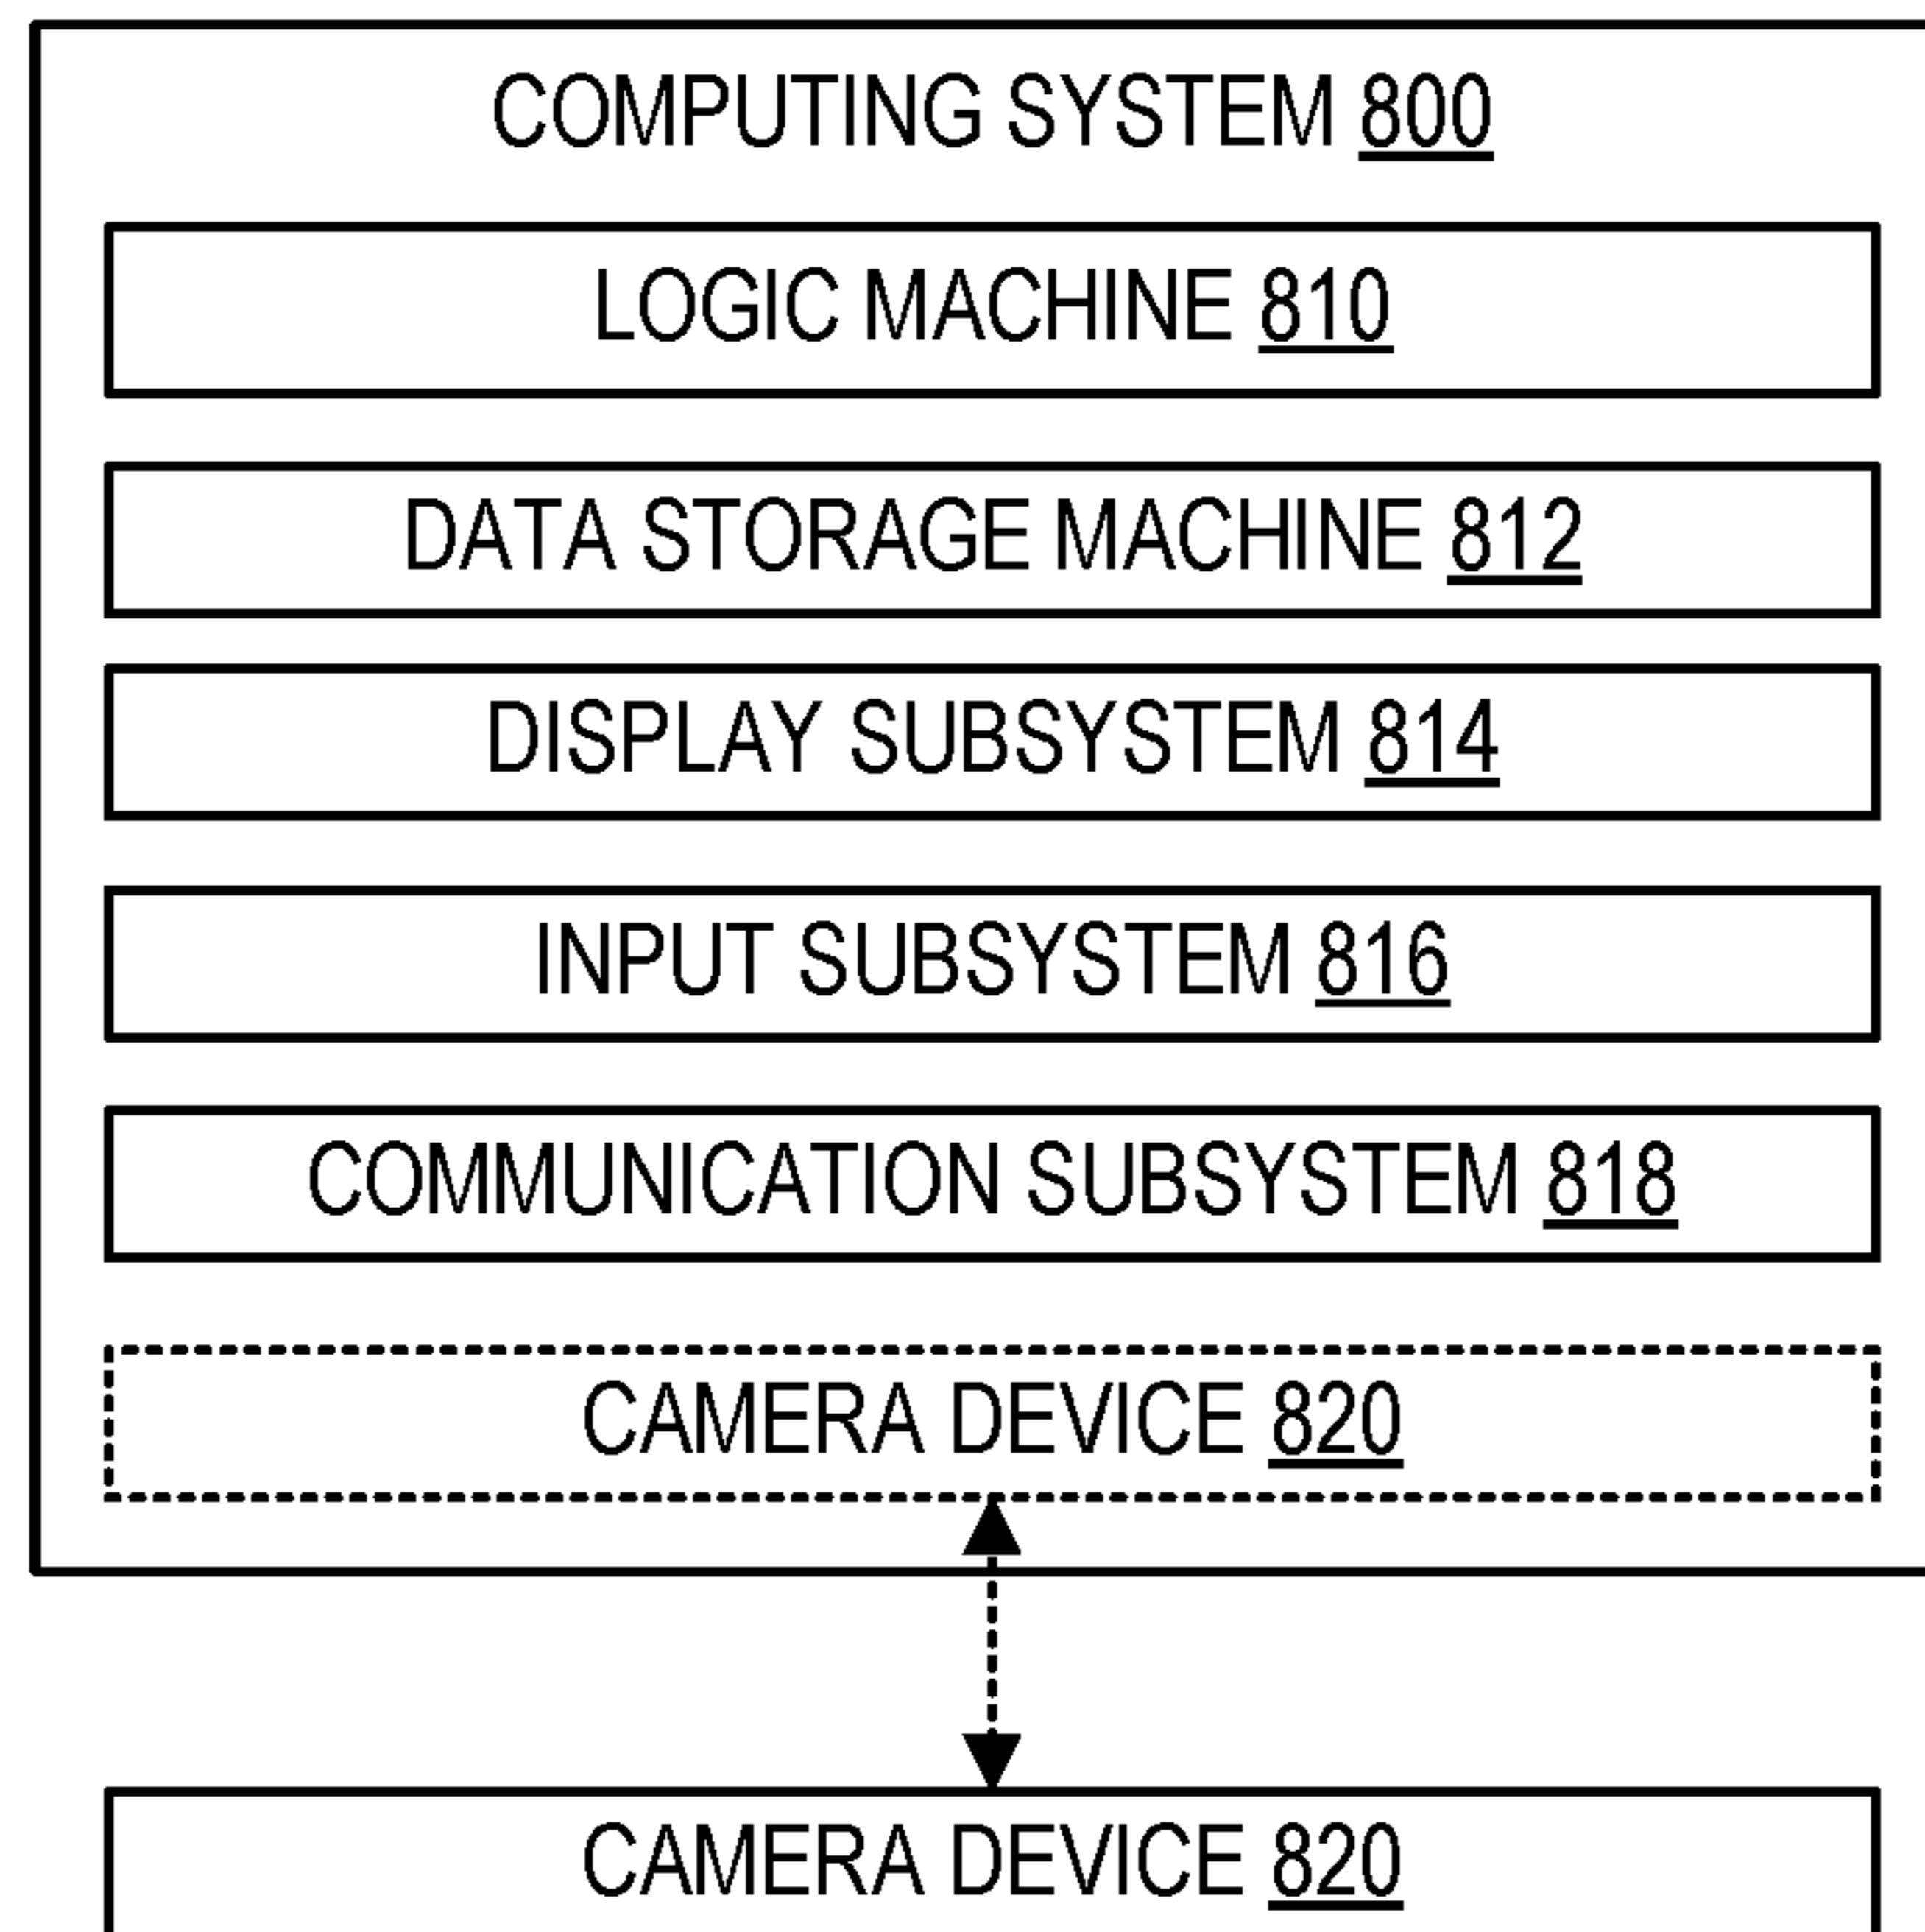 COMPUTING SYSTEM 800
LOGIC MACHINE 810
DATA STORAGE MACHINE 812
DISPLAY SUBSYSTEM 814
INPUT SUBSYSTEM 816
COMMUNICATION SUBSYSTEM 818
CAMERA DEVICE 820
CAMERA DEVICE 820